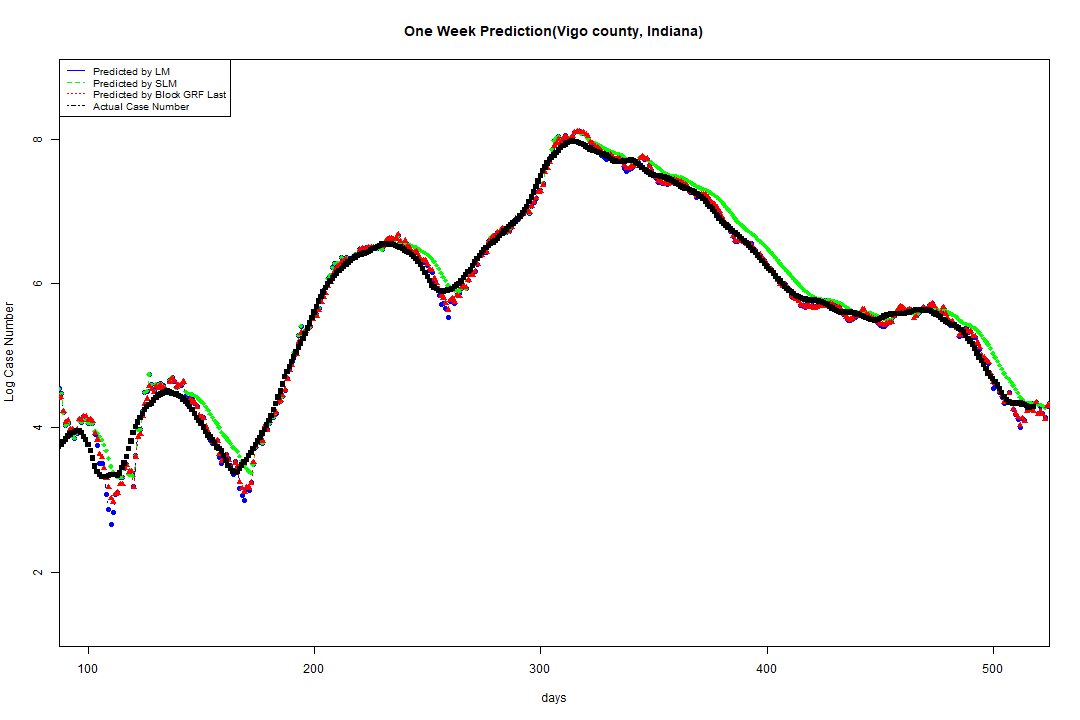 One Week Prediction(Vigo county, Indiana)
Predicted by LM
Predicted by SLM
Predicted by Block GRF Last
Actual Case Number
8
6
4
2
Log Case Number
100 200 300 400 500
days